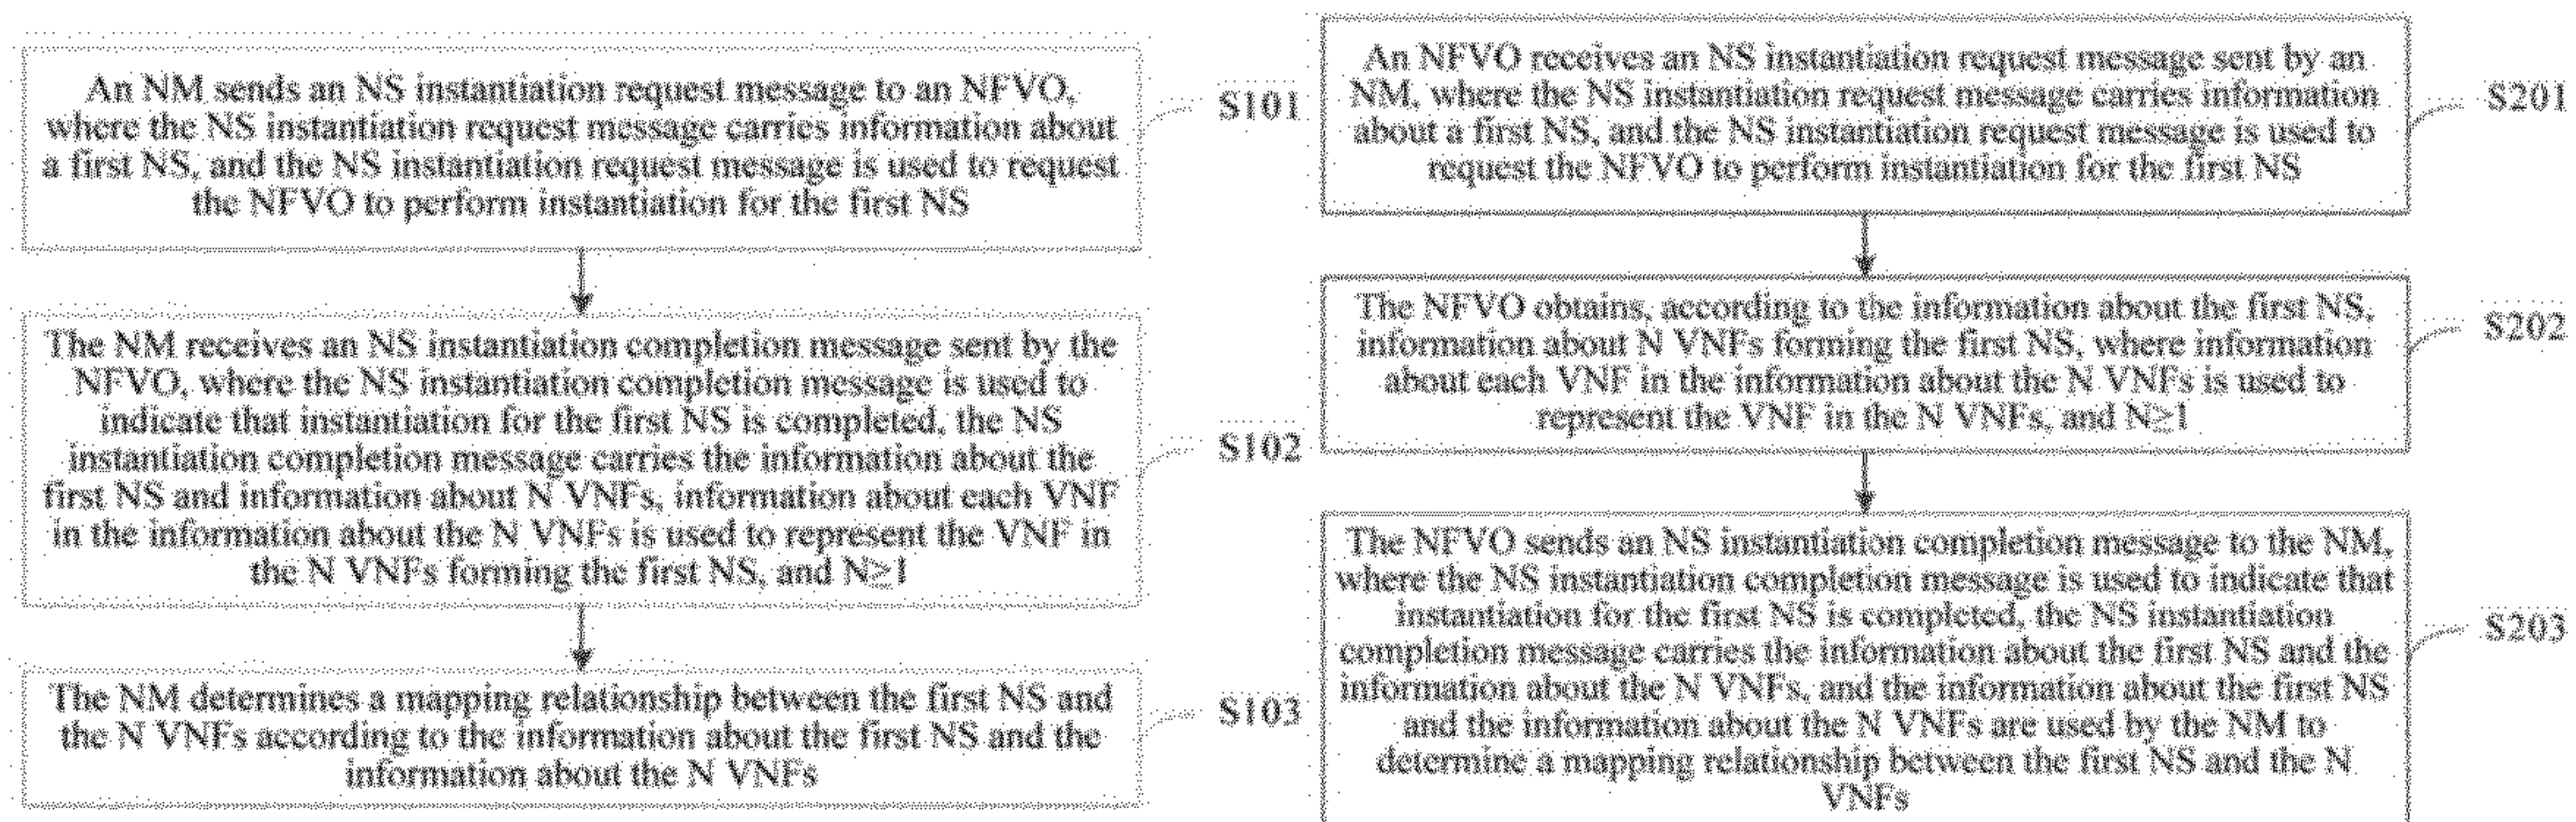 An NM sends an NS instantiation request message to an NFVO,
where the NS instantiation request message carries information about
a first NS, and the NS instantiation request message is used to request
the NFVO to perform instantiation for the first NS
S101
The NM receives an NS instantiation completion message sent by the
NFVO, where the NS instantiation completion message is used to
indicate that instantiation for the first NS is completed, the NS
instantiation completion message carries the information about the
first NS and information about N VNFs, information about each VNF
in the information about the N VNFs is used to represent the VNF in
the N VNFs forming the first NS, and N≥1
S102
The NM determines a mapping relationship between the first NS and
the N VNFs according to the information about the first NS and the
information about the N VNFs
S103
An NFVO receives an NS instantiation request message sent by an
NM, where the NS instantiation request message carries information
about a first NS, and the NS instantiation request message is used to
request the NFVO to perform instantiation for the first NS
S201
The NFVO obtains, according to the information about the first NS,
information about N VNFs forming the first NS, where information
about each VNF in the information about the N VNFs is used to
represent the VNF in the N VNFs, and N≥1
S202
The NFVO sends an NS instantiation completion message to the NM,
where the NS instantiation completion message is used to indicate that
instantiation for the first NS is completed, the NS instantiation
completion message carries the information about the first NS and the
information about the N VNFs, and the information about the first NS
and the information about the N VNFs are used by the NM to
determine a mapping relationship between the first NS and the N
VNFs
S203